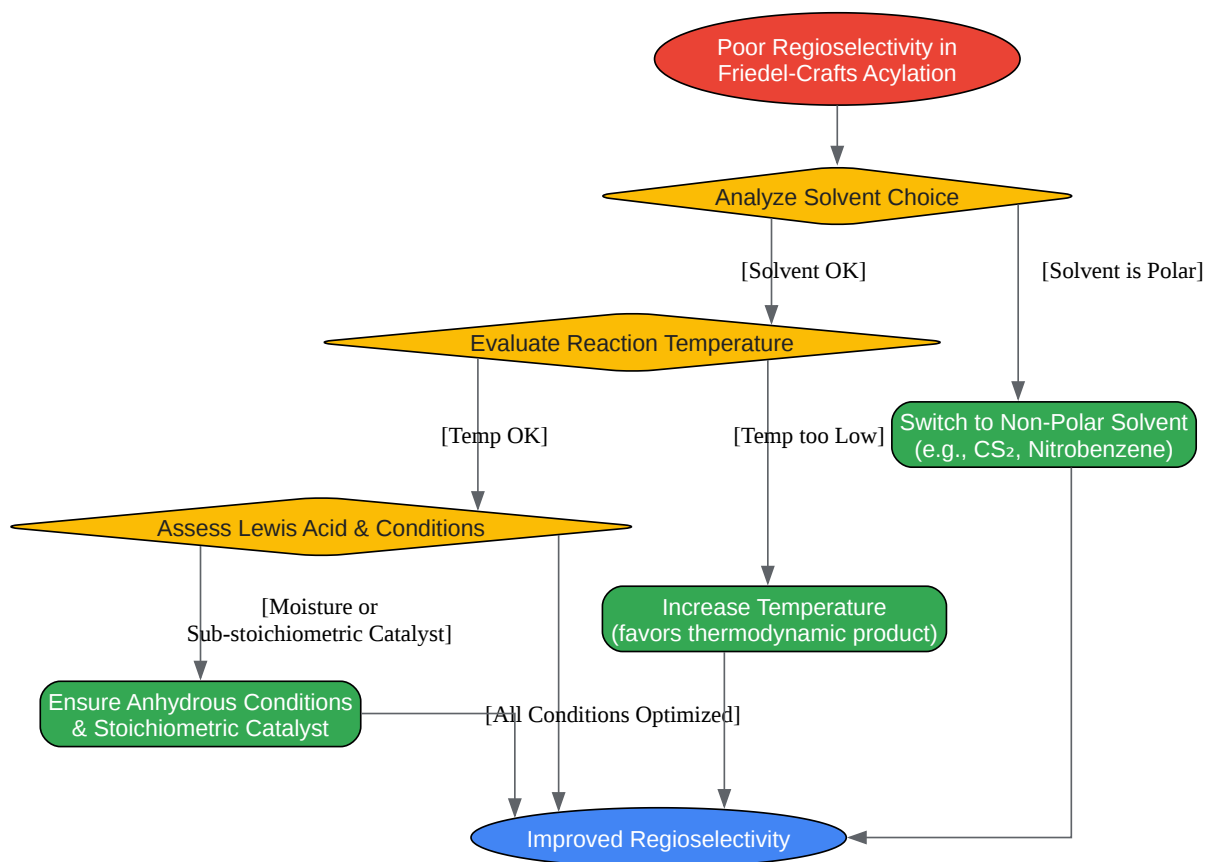 Poor Regioselectivity in
Friedel-Crafts Acylation
Analyze Solvent Choice
[Solvent OK]
[Solvent is Polar]
Evaluate Reaction Temperature
Switch to Non-Polar Solvent
(e.g., CS₂, Nitrobenzene)
[Temp OK]
[Temp too Low]
Assess Lewis Acid & Conditions
[Moisture or
Sub-stoichiometric Catalyst]
Increase Temperature
(favors thermodynamic product)
Ensure Anhydrous Conditions
& Stoichiometric Catalyst
[All Conditions Optimized]
Improved Regioselectivity